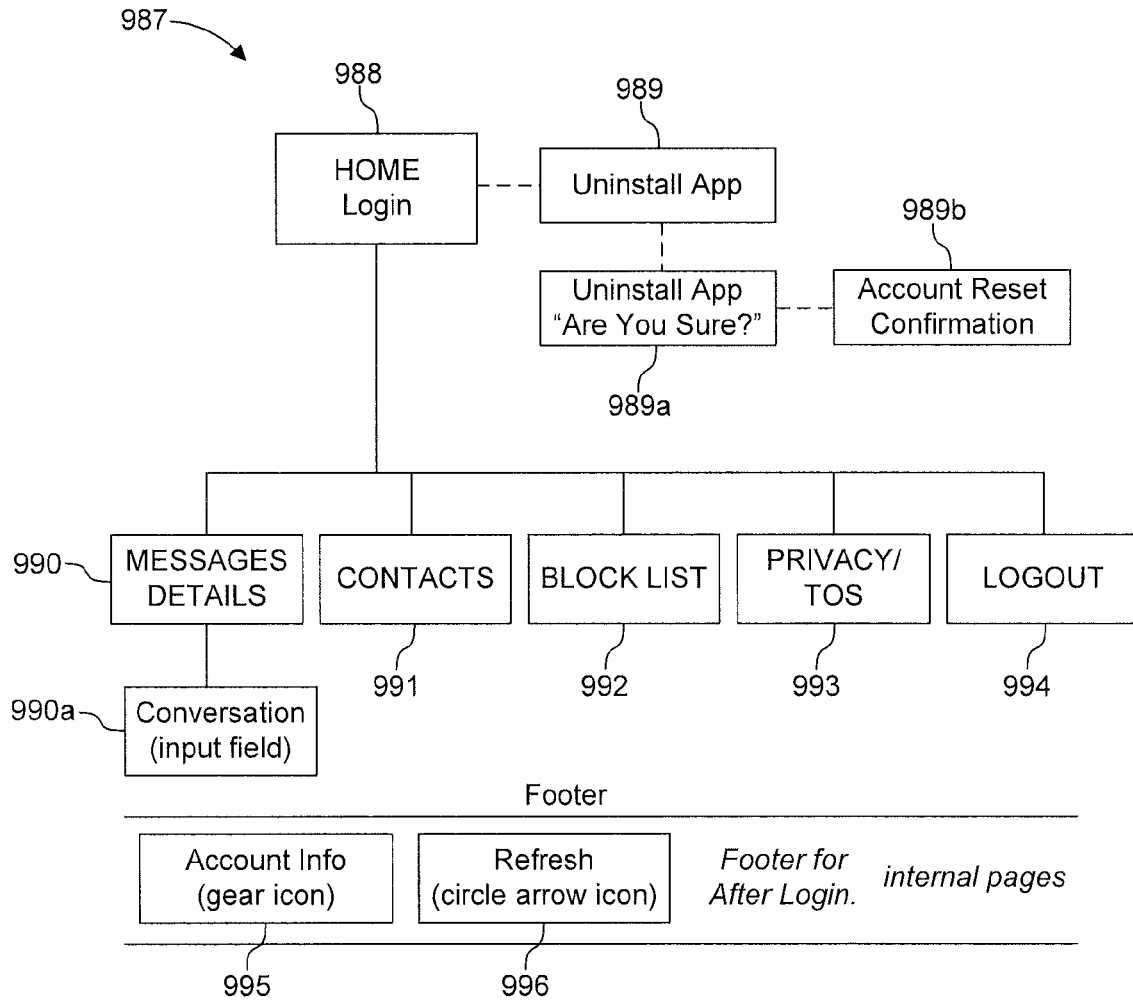 987
988
989
HOME
Login
Uninstall App
989b
Uninstall App
“Are You Sure?”
Account Reset
Confirmation
989a
990
MESSAGES
DETAILS
CONTACTS
BLOCK LIST
PRIVACY/
TOS
LOGOUT
991
992
993
994
990a
Conversation
(input field)
Footer
Account Info
(gear icon)
Refresh
(circle arrow icon)
Footer for
After Login.
internal pages
995
996